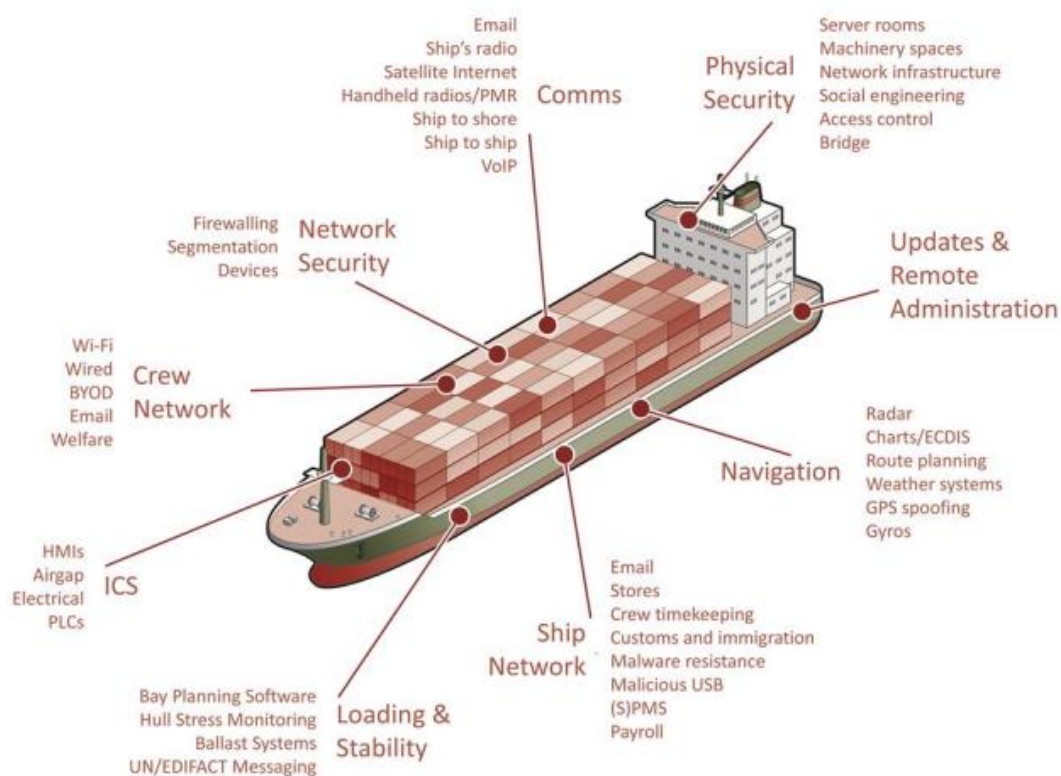 Email
Ship's radio
Satellite Internet
Handheld radios/PMR
Ship to shore
Ship to ship
VoIP
Comms
Physical
Security
Server rooms
Machinery spaces
Network infrastructure
Social engineering
Access control
Bridge
Firewalling
Segmentation
Devices
Network
Security
Updates &
Remote
Administration
Wi-Fi
Wired
BYOD
Email
Welfare
Crew
Network
Navigation
Radar
Charts/ECDIS
Route planning
Weather systems
GPS spoofing
Gyros
HMIs
Airgap
Electrical
PLCs
ICS
Ship
Network
Email
Stores
Crew timekeeping
Customs and immigration
Malware resistance
Malicious USB
(S)PMS
Payroll
Bay Planning Software
Hull Stress Monitoring
Ballast Systems
UN/EDIFACT Messaging
Loading &
Stability